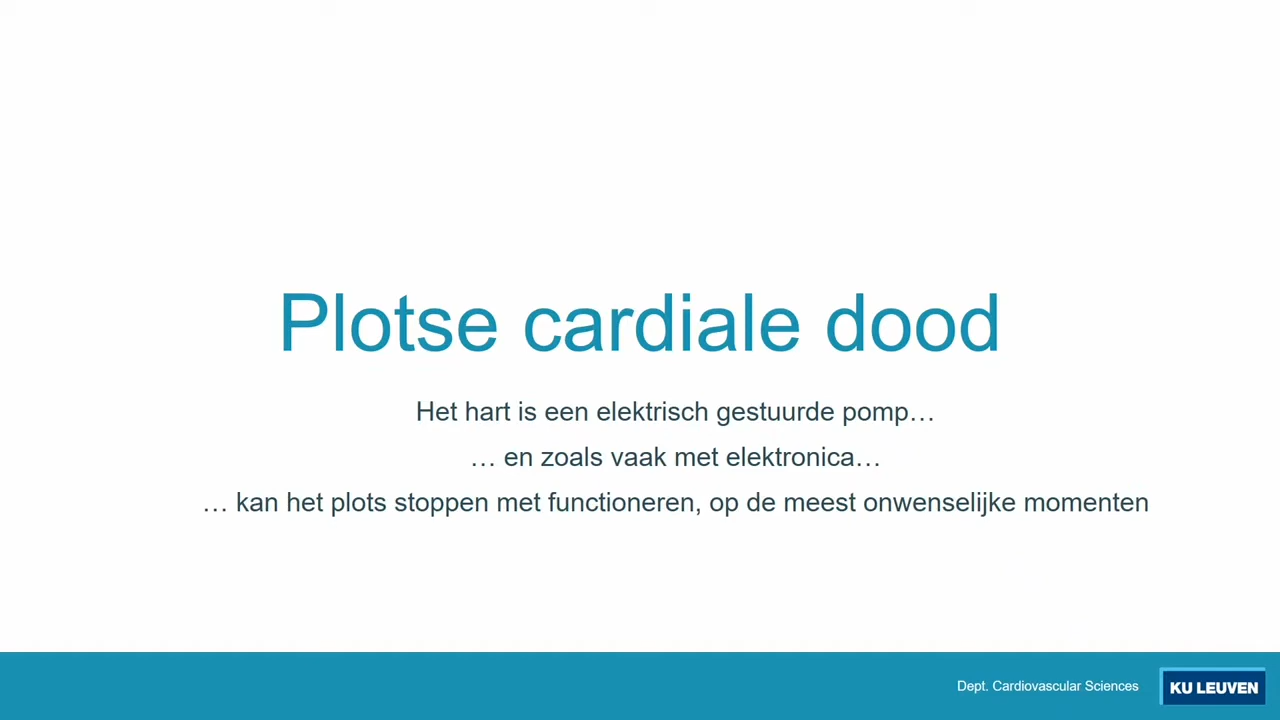 Plotse cardiale dood
Het hart is een elektrisch gestuurde pomp…
… en zoals vaak met elektronica…
… kan het plots stoppen met functioneren, op de meest onwenselijke momenten
Dept. Cardiovascular Sciences
KU LEUVEN